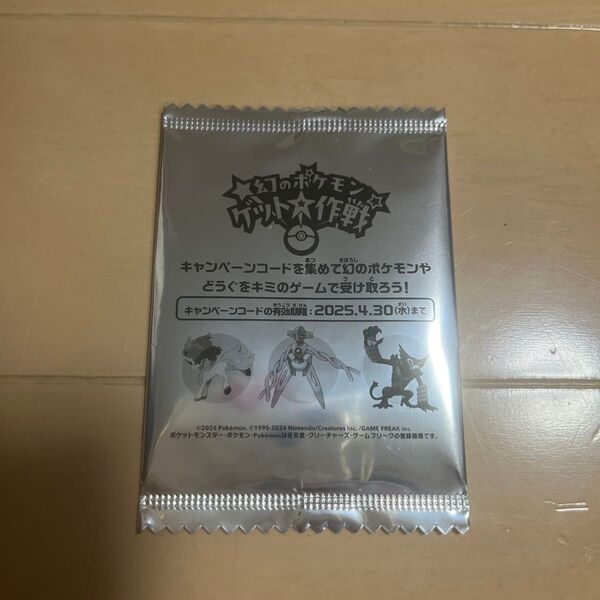 幻のポケモン
ゲット★作戦
キャンペーンコードを集めて幻のポケモンや
どうぐをキミのゲームで受け取ろう！
キャンペーンコードの有効期限：2025.4.30(水)まで
©2024 Pokémon. ©1995-2024 Nintendo/Creatures Inc. /GAME FREAK inc.
ポケットモンスター・ポケモン・Pokémonは任天堂・クリーチャーズ・ゲームフリークの登録商標です。